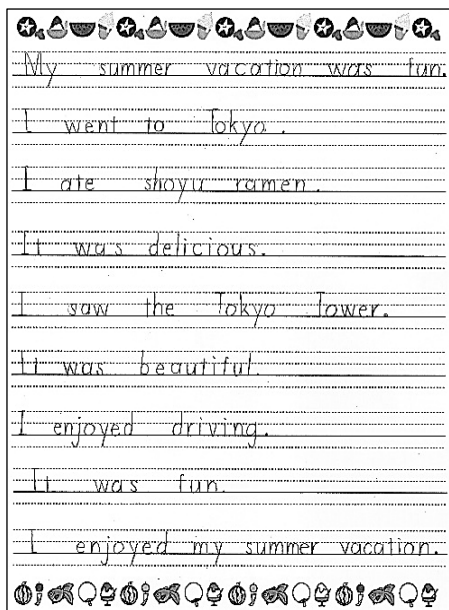 My summer vacation was fun.
I went to Tokyo.
I ate shoyu ramen.
It was delicious.
I saw the Tokyo Tower.
It was beautiful.
I enjoyed driving.
It was fun.
I enjoyed my summer vacation.